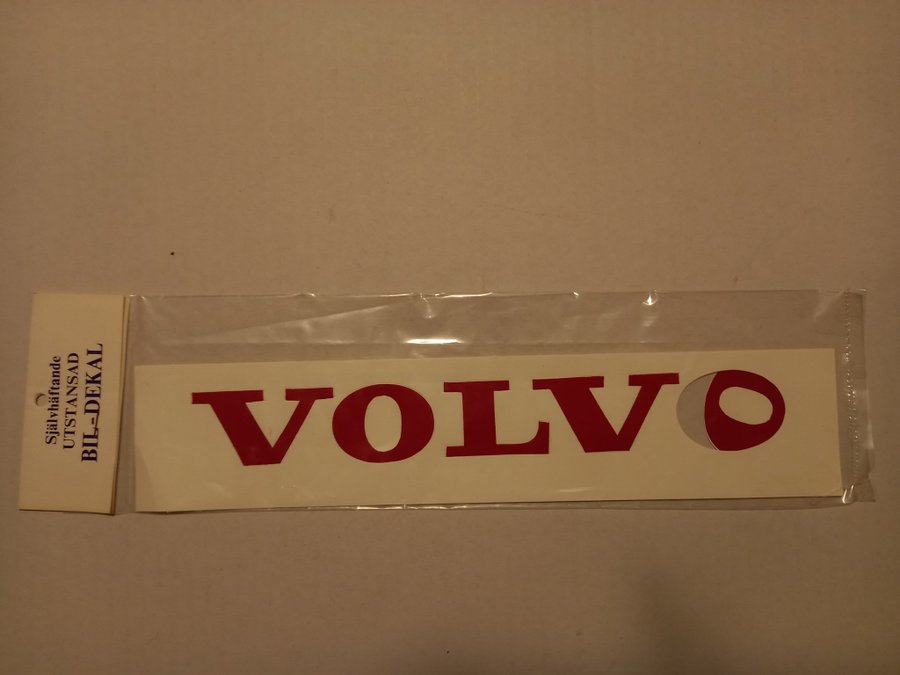 Självhäftande
UTSTANSAD
BIL-DEKAL
VOLVO